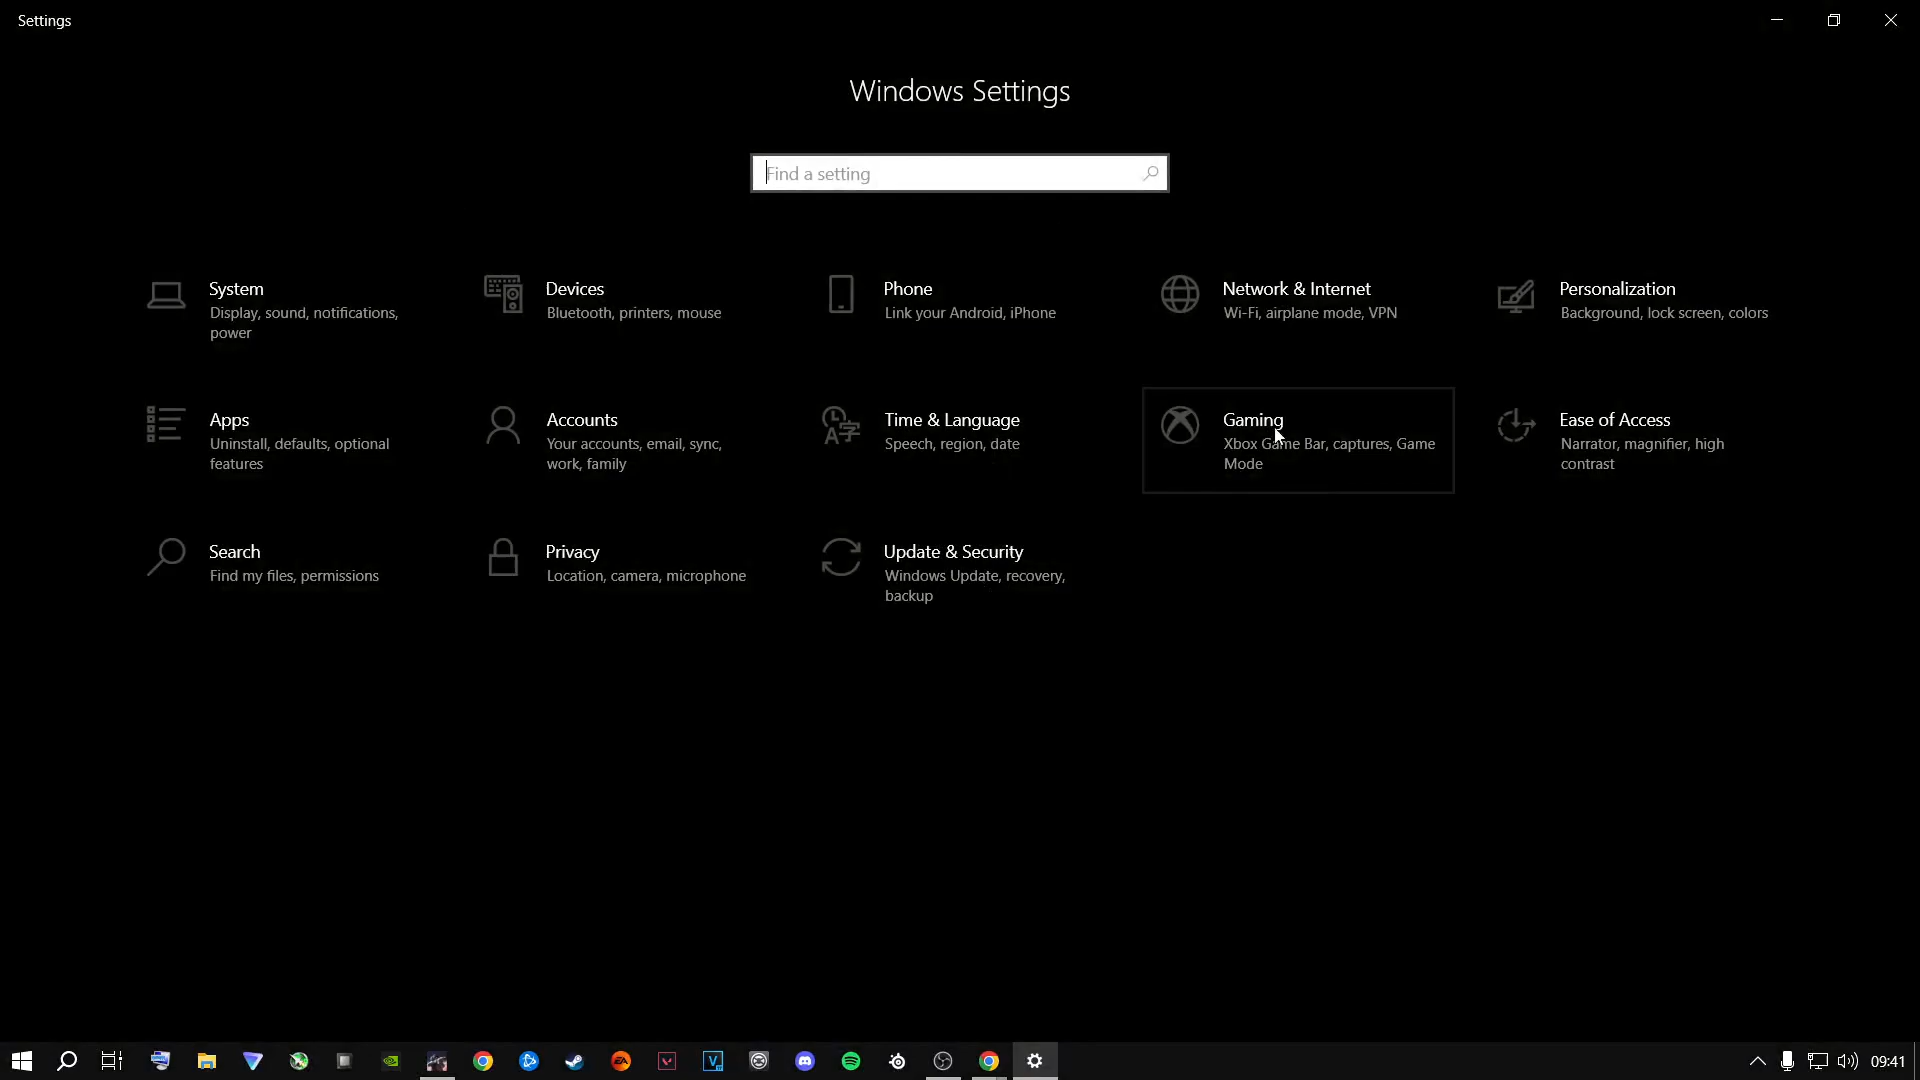 Settings
Windows Settings
Find a setting
System
Display, sound, notifications,
power
Devices
Bluetooth, printers, mouse
Phone
Link your Android, iPhone
Network & Internet
Wi-Fi, airplane mode, VPN
Personalization
Background, lock screen, colors
Apps
Uninstall, defaults, optional
features
Accounts
Your accounts, email, sync,
work, family
Time & Language
Speech, region, date
Gaming
Xbox Game Bar, captures, Game
Mode
Ease of Access
Narrator, magnifier, high
contrast
Search
Find my files, permissions
Privacy
Location, camera, microphone
Update & Security
Windows Update, recovery,
backup
EA
V
09:41